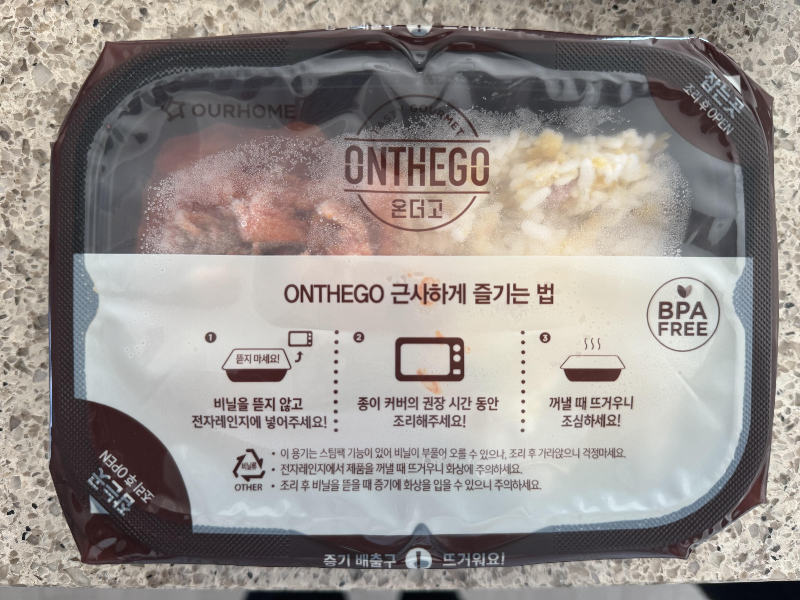 OURHOME
TASTY GOURMET
ONTHEGO
온더고
잡는곳
조리 후 OPEN
ONTHEGO 근사하게 즐기는 법
BPA
FREE
1
뜯지 마세요!
비닐을 뜯지 않고
전자레인지에 넣어주세요!
2
종이 커버의 권장 시간 동안
조리해주세요!
3
꺼낼 때 뜨거우니
조심하세요!
비닐류
OTHER
• 이 용기는 스팀팩 기능이 있어 비닐이 부풀어 오를 수 있으나, 조리 후 가라앉으니 걱정마세요.
• 전자레인지에서 제품을 꺼낼 때 뜨거우니 화상에 주의하세요.
• 조리 후 비닐을 뜯을 때 증기에 화상을 입을 수 있으니 주의하세요.
잡는곳
조리 후 OPEN
증기 배출구 ! 뜨거워요!